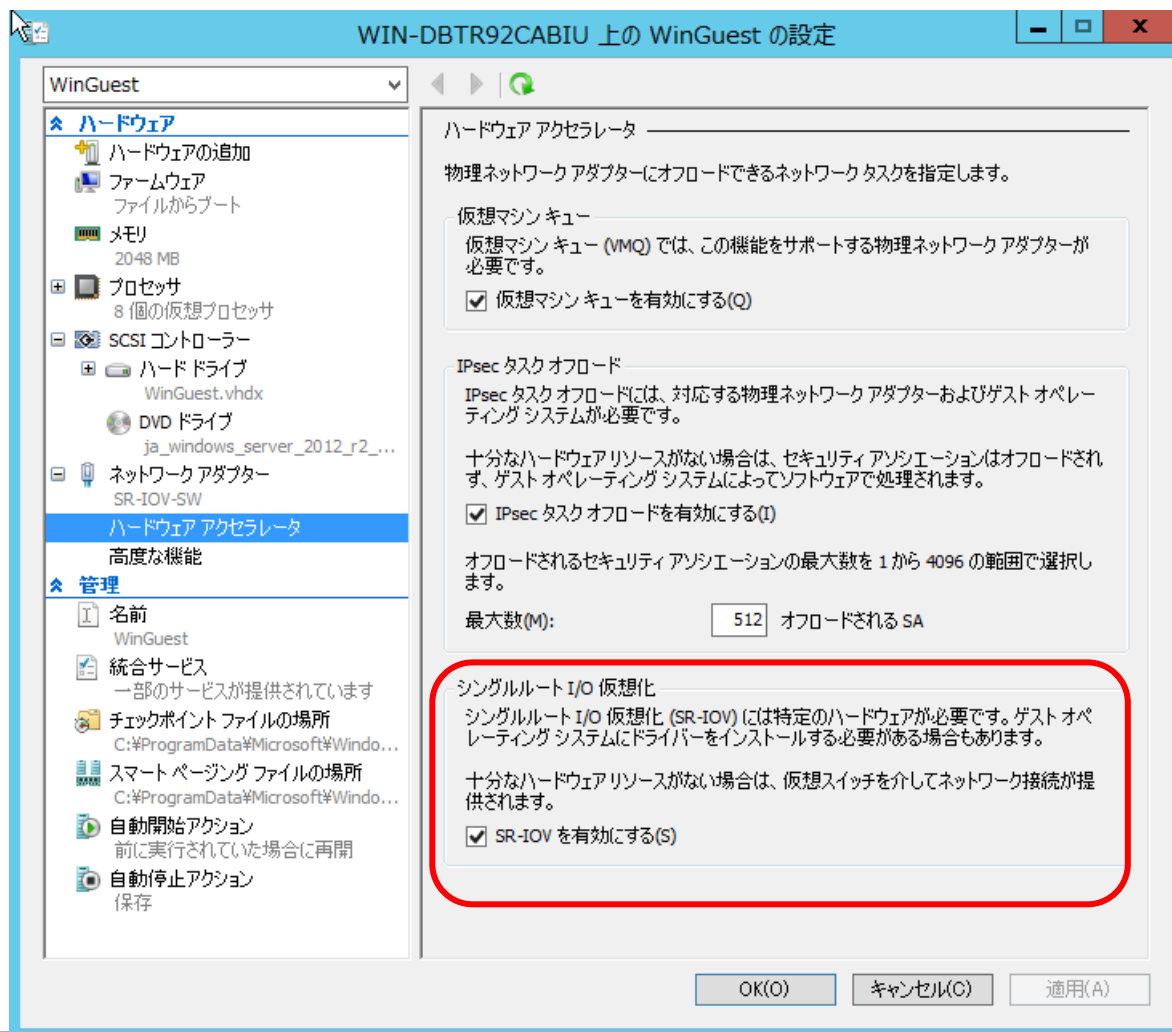 WIN-DBTR92CABIU 上の WinGuest の設定
WinGuest
ハードウェア
ハードウェアの追加
ファームウェア
ファイルからブート
メモリ
2048 MB
プロセッサ
8 個の仮想プロセッサ
SCSI コントローラー
ハード ドライブ
WinGuest.vhdx
DVD ドライブ
ja_windows_server_2012_r2_...
ネットワーク アダプター
SR-IOV-SW
ハードウェア アクセラレータ
高度な機能
管理
名前
WinGuest
統合サービス
一部のサービスが提供されています
チェックポイント ファイルの場所
C:¥ProgramData¥Microsoft¥Windo...
スマート ページング ファイルの場所
C:¥ProgramData¥Microsoft¥Windo...
自動開始アクション
前に実行されていた場合に再開
自動停止アクション
保存
ハードウェア アクセラレータ
物理ネットワーク アダプターにオフロードできるネットワーク タスクを指定します。
仮想マシン キュー
仮想マシン キュー (VMQ) では、この機能をサポートする物理ネットワーク アダプターが
必要です。
仮想マシン キューを有効にする(Q)
IPsec タスク オフロード
IPsec タスク オフロードには、対応する物理ネットワーク アダプターおよびゲスト オペレー
ティング システムが必要です。
十分なハードウェア リソースがない場合は、セキュリティ アソシエーションはオフロードされ
ず、ゲスト オペレーティング システムによってソフトウェアで処理されます。
IPsec タスク オフロードを有効にする(I)
オフロードされるセキュリティ アソシエーションの最大数を 1 から 4096 の範囲で選択し
ます。
最大数(M): 512 オフロードされる SA
シングルルート I/O 仮想化
シングルルート I/O 仮想化 (SR-IOV) には特定のハードウェアが必要です。ゲスト オペ
レーティング システムにドライバーをインストールする必要がある場合もあります。
十分なハードウェア リソースがない場合は、仮想スイッチを介してネットワーク接続が提
供されます。
SR-IOV を有効にする(S)
OK(O) キャンセル(C) 適用(A)